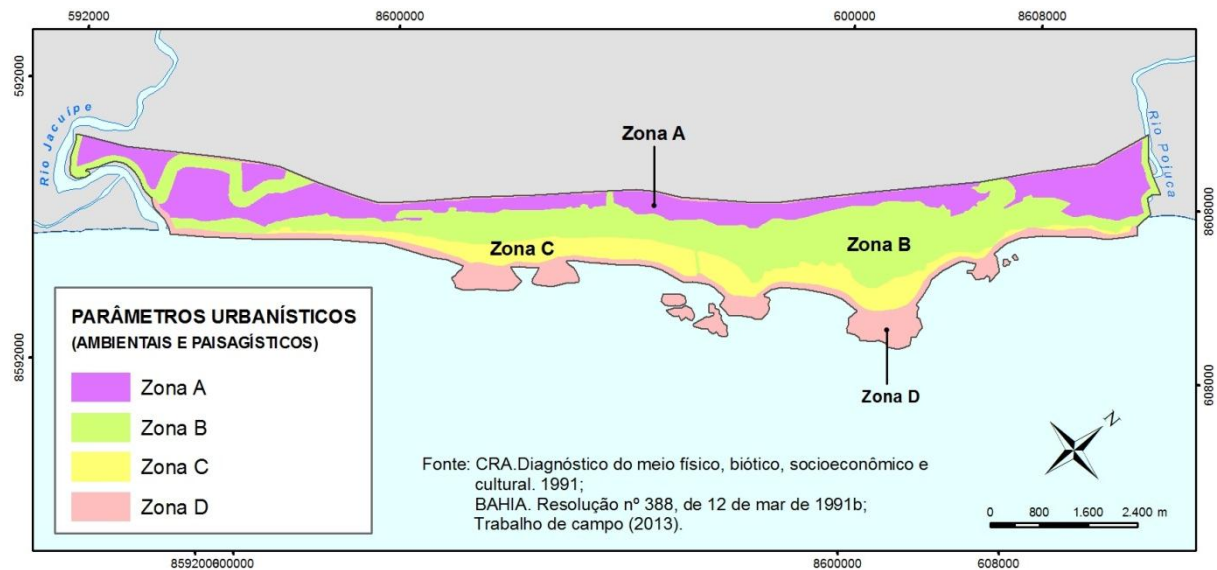 592000
8600000
600000
8608000
592000
Rio Jacuípe
Rio Pojuca
Zona A
8608000
Zona C
Zona B
PARÂMETROS URBANÍSTICOS
(AMBIENTAIS E PAISAGÍSTICOS)
Zona A
Zona B
Zona C
Zona D
8592000
608000
Zona D
N
Fonte: CRA.Diagnóstico do meio físico, biótico, socioeconômico e
cultural. 1991;
BAHIA. Resolução nº 388, de 12 de mar de 1991b;
Trabalho de campo (2013).
0 800 1.600 2.400 m
8600000
608000